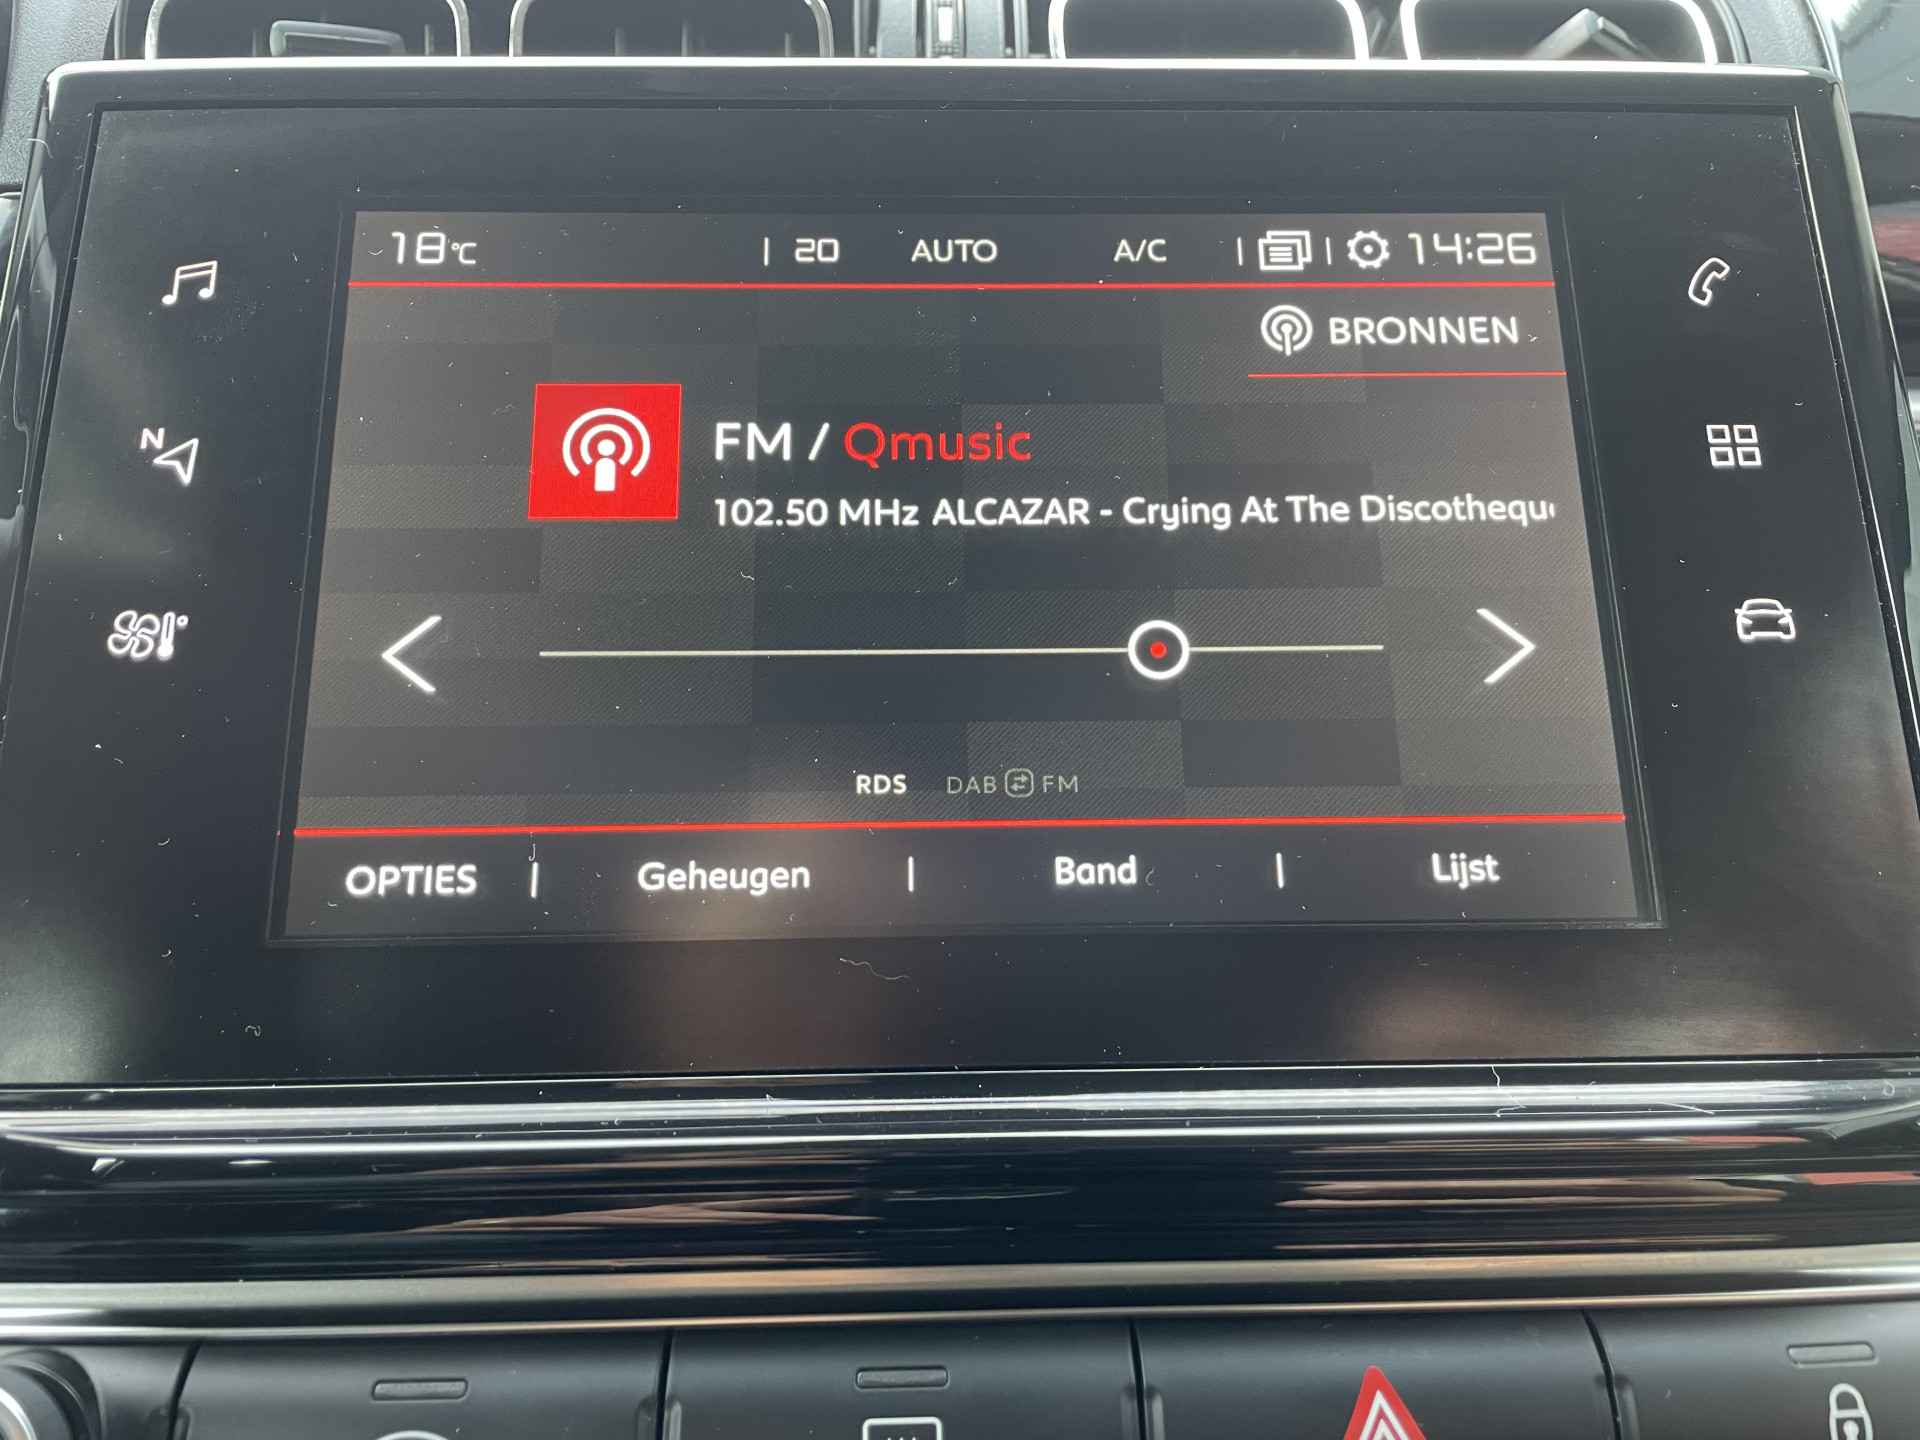 18°C | 20 AUTO A/C | | 14:26
BRONNEN
N
FM / Qmusic
102.50 MHz ALCAZAR - Crying At The Discothequ
RDS DAB FM
OPTIES | Geheugen | Band | Lijst